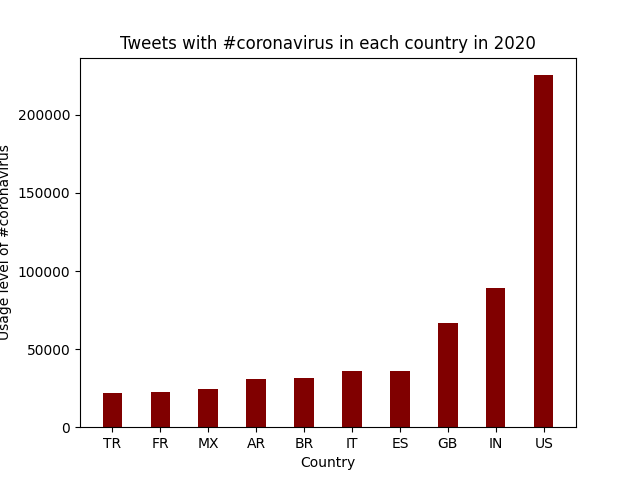 Tweets with #coronavirus in each country in 2020
Usage level of #coronavirus
200000
150000
100000
50000
0
TR FR MX AR BR IT ES GB IN US
Country